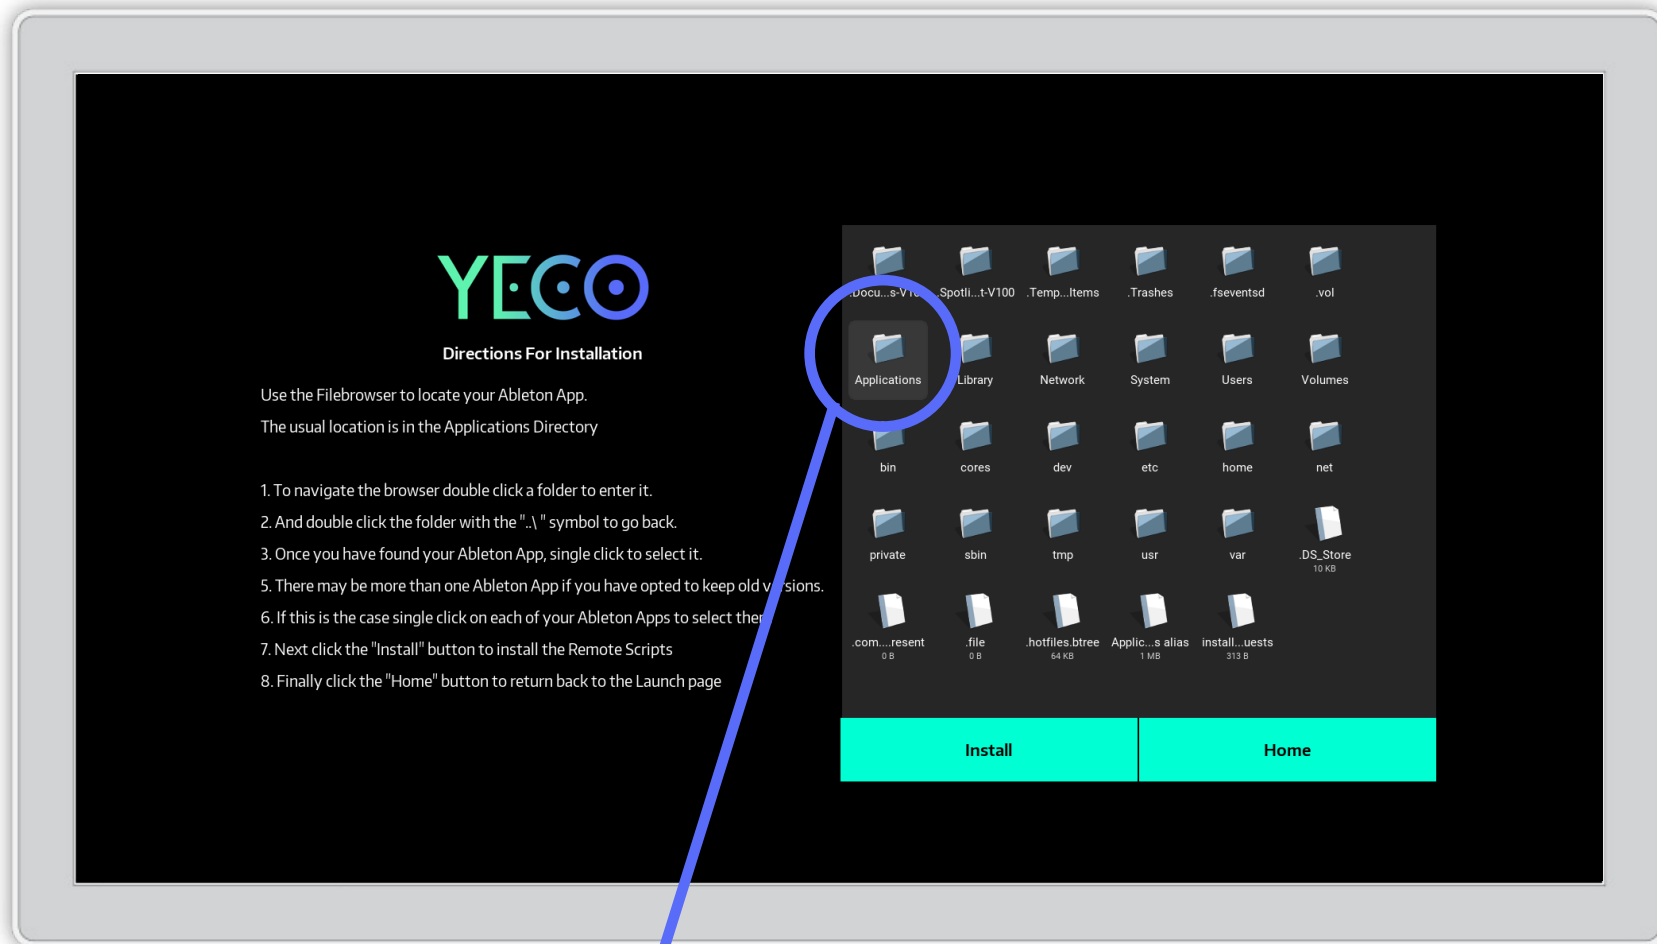 YECO
Directions For Installation
Use the Filebrowser to locate your Ableton App.
The usual location is in the Applications Directory
1. To navigate the browser double click a folder to enter it.
2. And double click the folder with the "..\ " symbol to go back.
3. Once you have found your Ableton App, single click to select it.
5. There may be more than one Ableton App if you have opted to keep old versions.
6. If this is the case single click on each of your Ableton Apps to select them
7. Next click the "Install" button to install the Remote Scripts
8. Finally click the "Home" button to return back to the Launch page
.Docu...s-V100 .Spotli...t-V100 .Temp...Items .Trashes .fseventsd .vol
Applications Library Network System Users Volumes
bin cores dev etc home net
private sbin tmp usr var .DS_Store
10 KB
.com....resent .file .hotfiles.btree Applic...s alias install...uests
0 B 0 B 64 KB 1 MB 313 B
Install Home